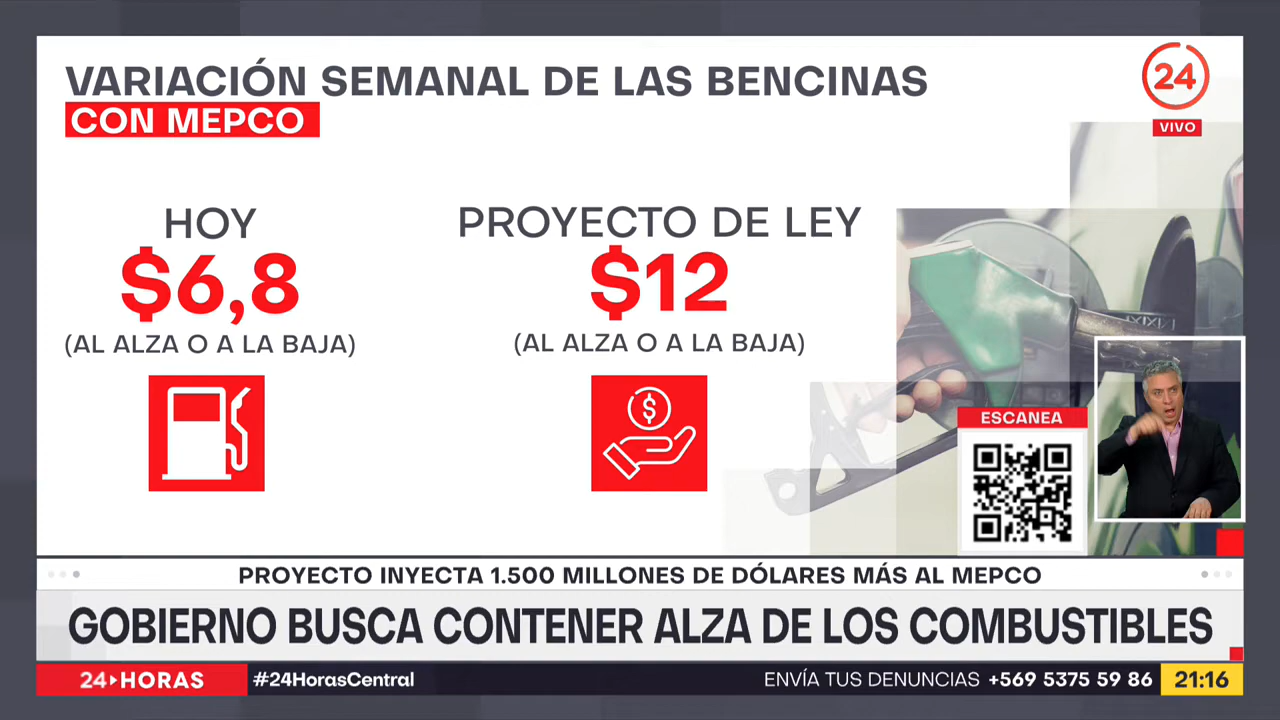 VARIACIÓN SEMANAL DE LAS BENCINAS
CON MEPCO
24
VIVO
HOY
$6,8
(AL ALZA O A LA BAJA)
PROYECTO DE LEY
$12
(AL ALZA O A LA BAJA)
$
ESCANEA
PROYECTO INYECTA 1.500 MILLONES DE DÓLARES MÁS AL MEPCO
GOBIERNO BUSCA CONTENER ALZA DE LOS COMBUSTIBLES
24 HORAS
#24HorasCentral
ENVÍA TUS DENUNCIAS +569 5375 59 86
21:16